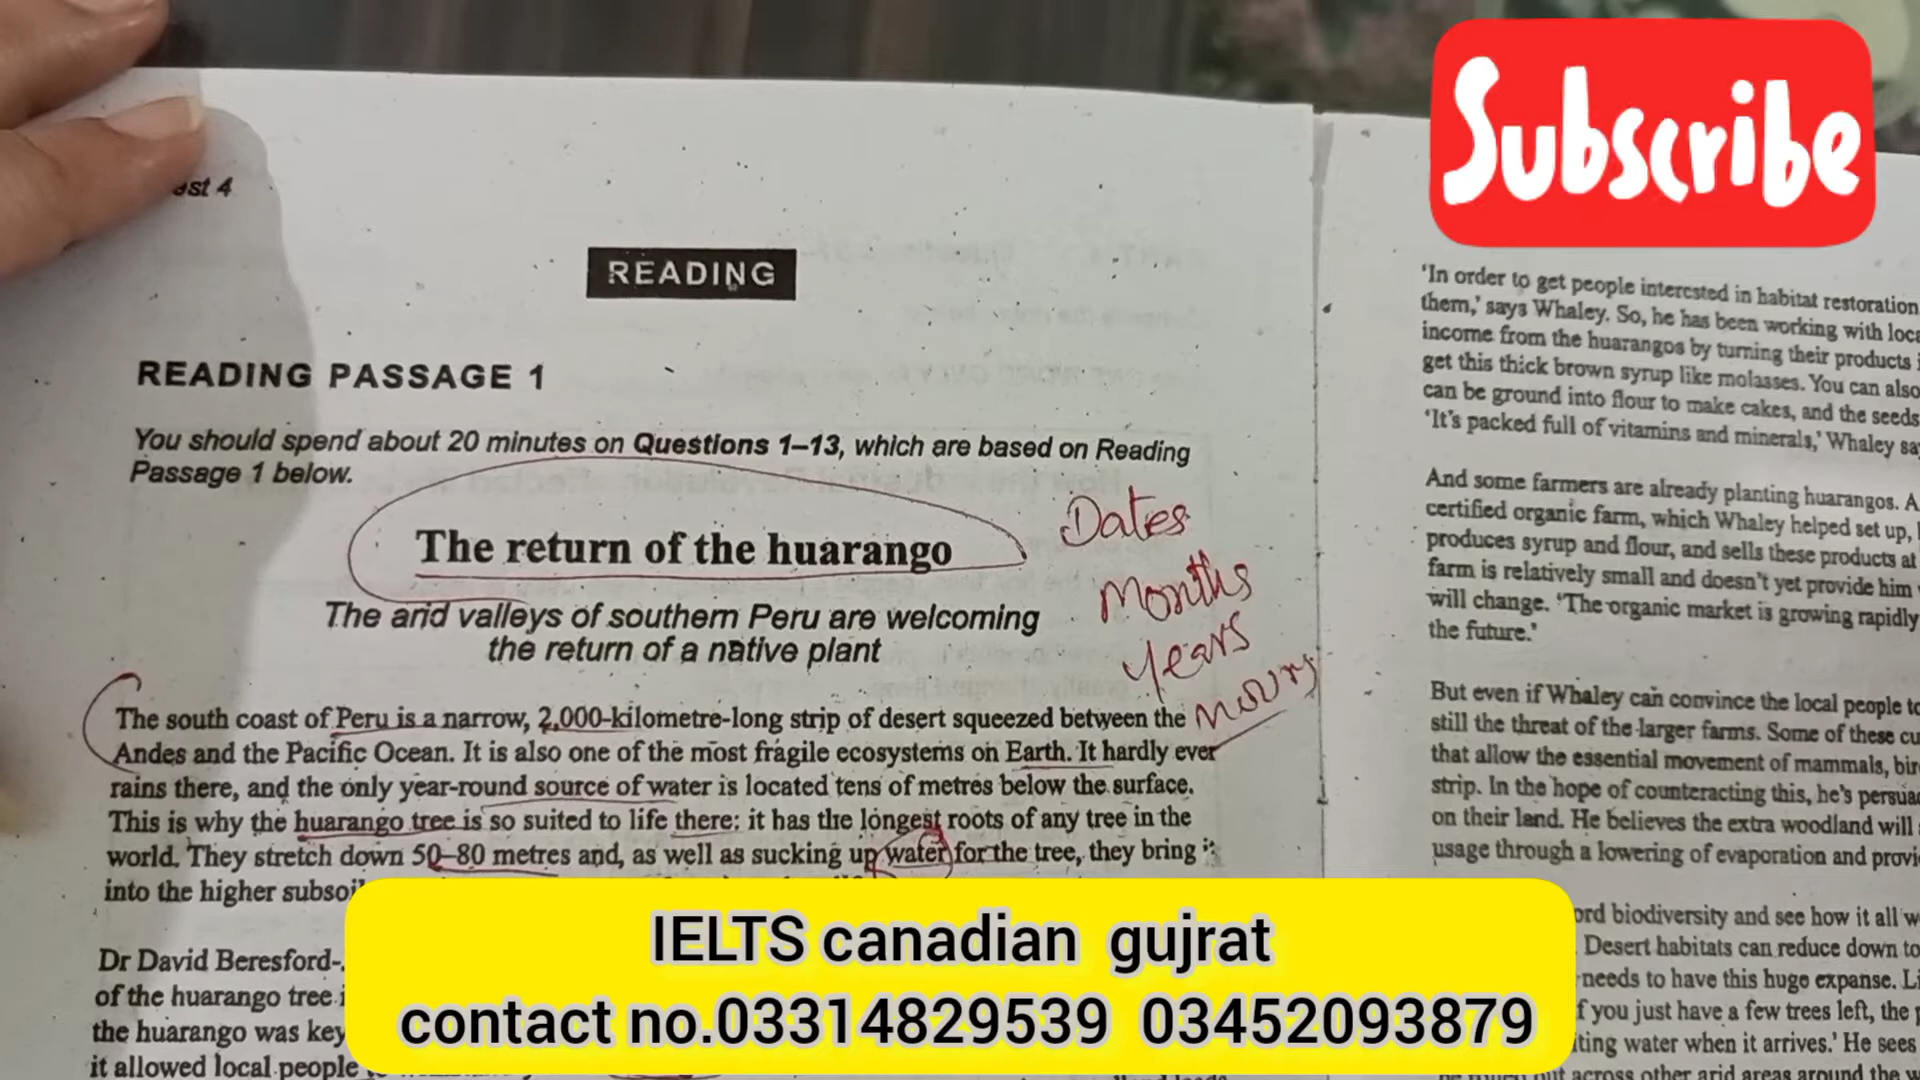 Subscribe
est 4
READING
READING PASSAGE 1
You should spend about 20 minutes on Questions 1–13, which are based on Reading
Passage 1 below.
The return of the huarango
Dates
Months
Years
Hours
The arid valleys of southern Peru are welcoming
the return of a native plant
The south coast of Peru is a narrow, 2,000-kilometre-long strip of desert squeezed between the
Andes and the Pacific Ocean. It is also one of the most fragile ecosystems on Earth. It hardly ever
rains there, and the only year-round source of water is located tens of metres below the surface.
This is why the huarango tree is so suited to life there: it has the longest roots of any tree in the
world. They stretch down 50–80 metres and, as well as sucking up water for the tree, they bring it
into the higher subsoil
Dr David Beresford-
of the huarango tree
the huarango was key
it allowed local people
'In order to get people interested in habitat restoration
them,' says Whaley. So, he has been working with loca
income from the huarangos by turning their products i
get this thick brown syrup like molasses. You can also
can be ground into flour to make cakes, and the seeds
'It's packed full of vitamins and minerals,' Whaley sa
And some farmers are already planting huarangos. A
certified organic farm, which Whaley helped set up, 
produces syrup and flour, and sells these products at
farm is relatively small and doesn't yet provide him
will change. 'The organic market is growing rapidly
the future.'
But even if Whaley can convince the local people to
still the threat of the larger farms. Some of these cu
that allow the essential movement of mammals, bir
strip. In the hope of counteracting this, he's persuad
on their land. He believes the extra woodland will
usage through a lowering of evaporation and provi
ord biodiversity and see how it all w
Desert habitats can reduce down to
needs to have this huge expanse. Li
f you just have a few trees left, the p
iting water when it arrives.' He sees
out across other arid areas around the w
IELTS canadian gujrat
contact no.03314829539 03452093879